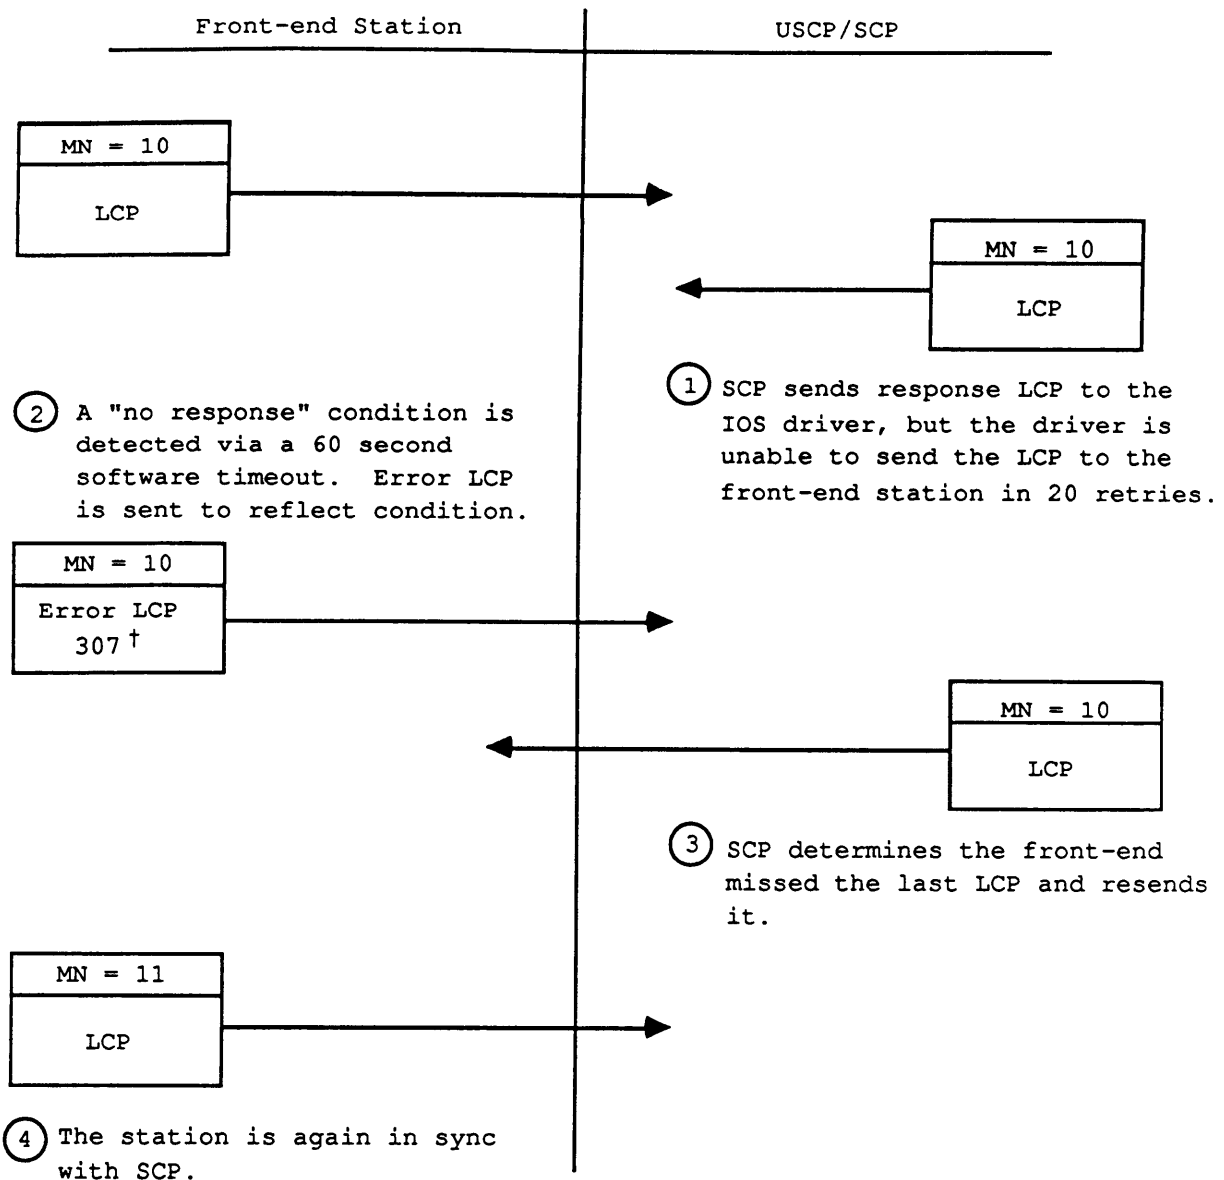 Front-end Station
USCP/SCP
MN = 10
LCP
MN = 10
LCP
1 SCP sends response LCP to the
IOS driver, but the driver is
unable to send the LCP to the
front-end station in 20 retries.
2 A "no response" condition is
detected via a 60 second
software timeout. Error LCP
is sent to reflect condition.
MN = 10
Error LCP
307 †
MN = 10
LCP
3 SCP determines the front-end
missed the last LCP and resends
it.
MN = 11
LCP
4 The station is again in sync
with SCP.